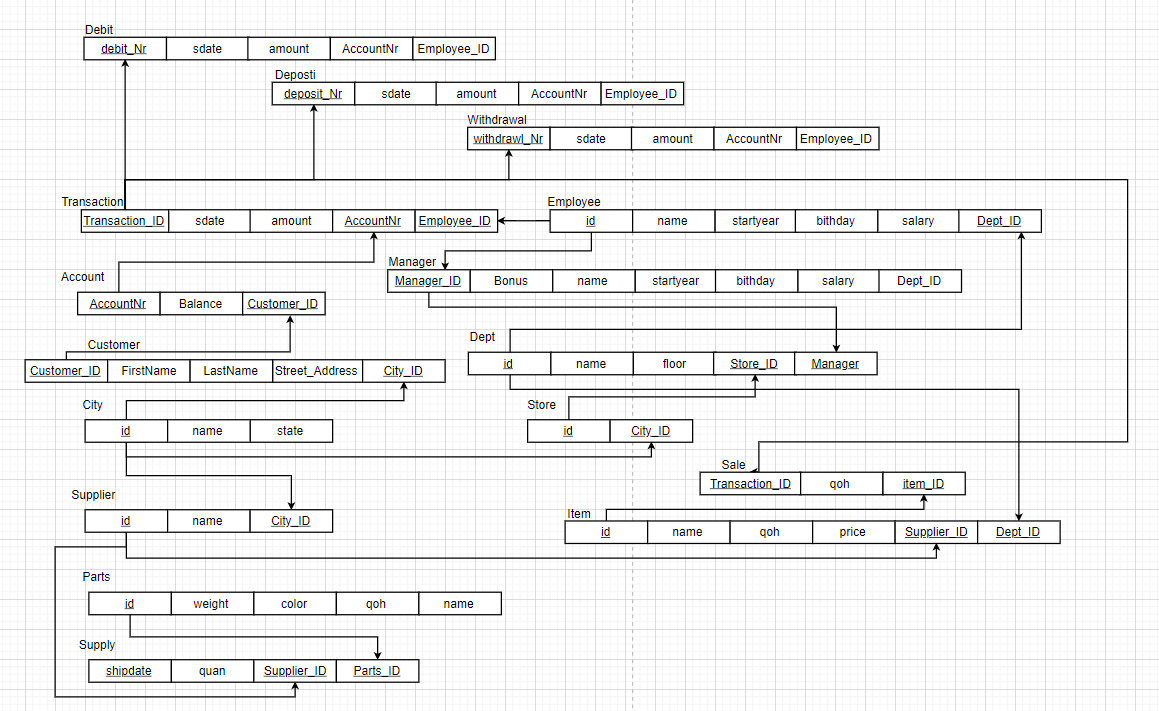 Debit
debit_Nr sdate amount AccountNr Employee_ID
Deposti
deposit_Nr sdate amount AccountNr Employee_ID
Withdrawal
withdrawl_Nr sdate amount AccountNr Employee_ID
Transaction
Transaction_ID sdate amount AccountNr Employee_ID
Employee
id name startyear bithday salary Dept_ID
Manager
Manager_ID Bonus name startyear bithday salary Dept_ID
Account
AccountNr Balance Customer_ID
Dept
id name floor Store_ID Manager
Customer
Customer_ID FirstName LastName Street_Address City_ID
City
id name state
Store
id City_ID
Sale
Transaction_ID qoh item_ID
Supplier
id name City_ID
Item
id name qoh price Supplier_ID Dept_ID
Parts
id weight color qoh name
Supply
shipdate quan Supplier_ID Parts_ID